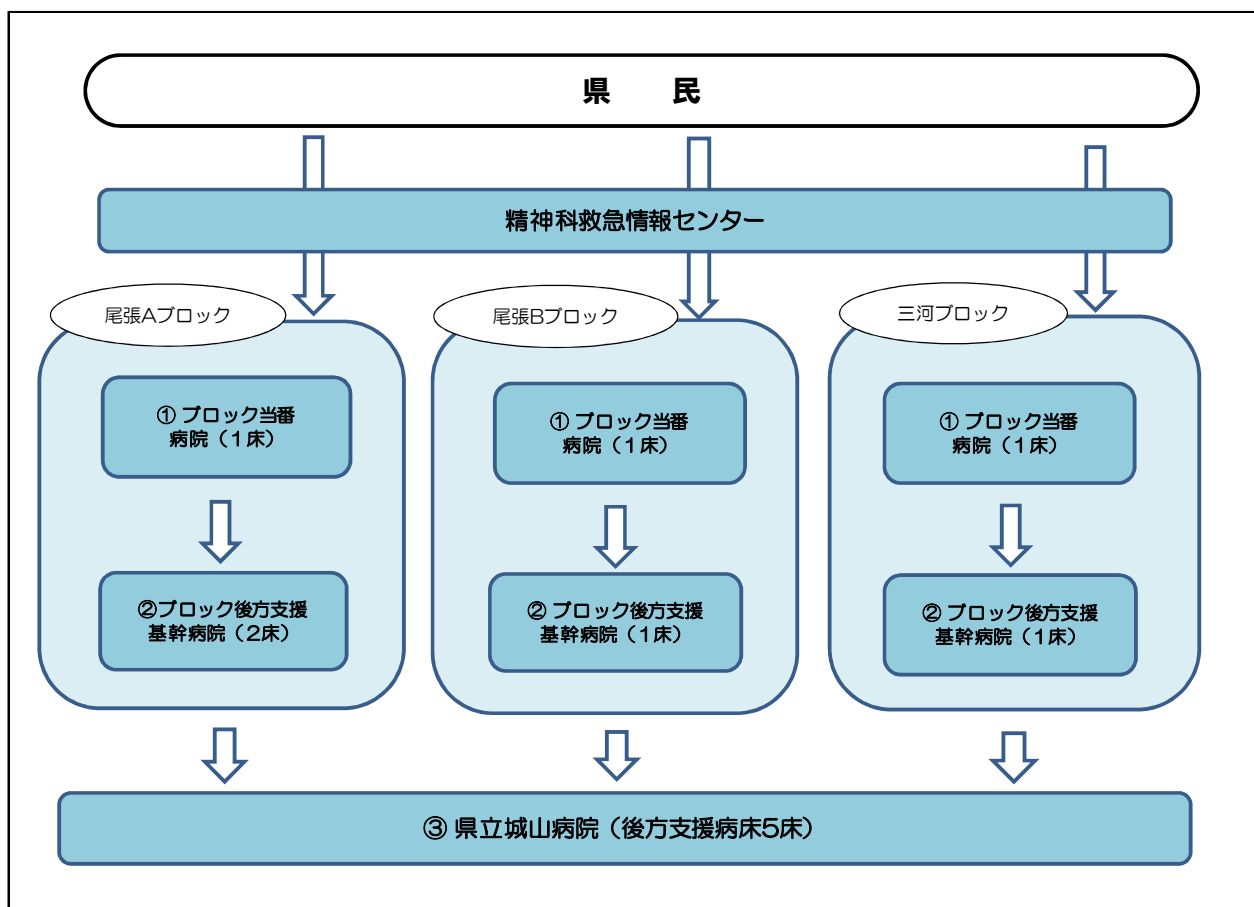 県　　民
精神科救急情報センター
尾張Aブロック
尾張Bブロック
三河ブロック
① ブロック当番
病院（１床）
① ブロック当番
病院（１床）
① ブロック当番
病院（１床）
②ブロック後方支援
基幹病院（２床）
② ブロック後方支援
基幹病院（１床）
② ブロック後方支援
基幹病院（１床）
③ 県立城山病院（後方支援病床5床）